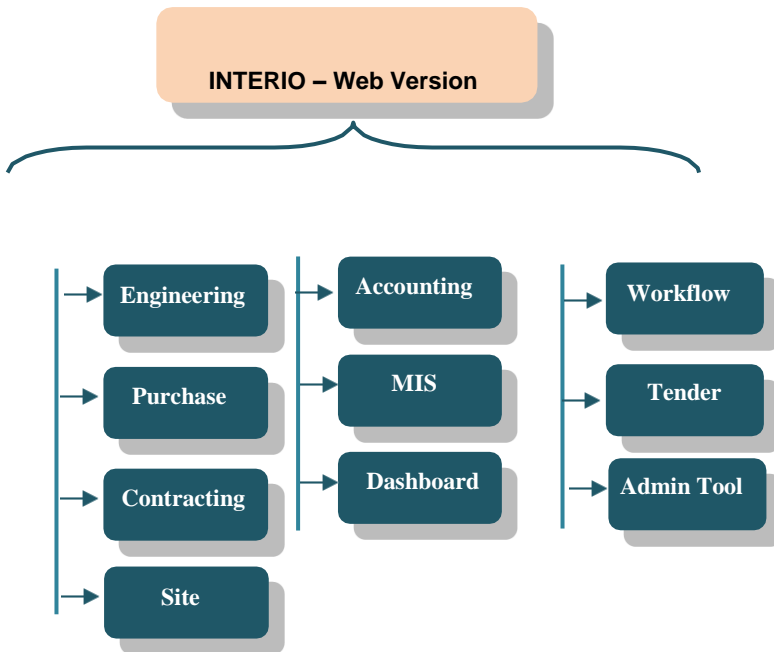 INTERIO – Web Version
Engineering
Purchase
Contracting
Site
Accounting
MIS
Dashboard
Workflow
Tender
Admin Tool